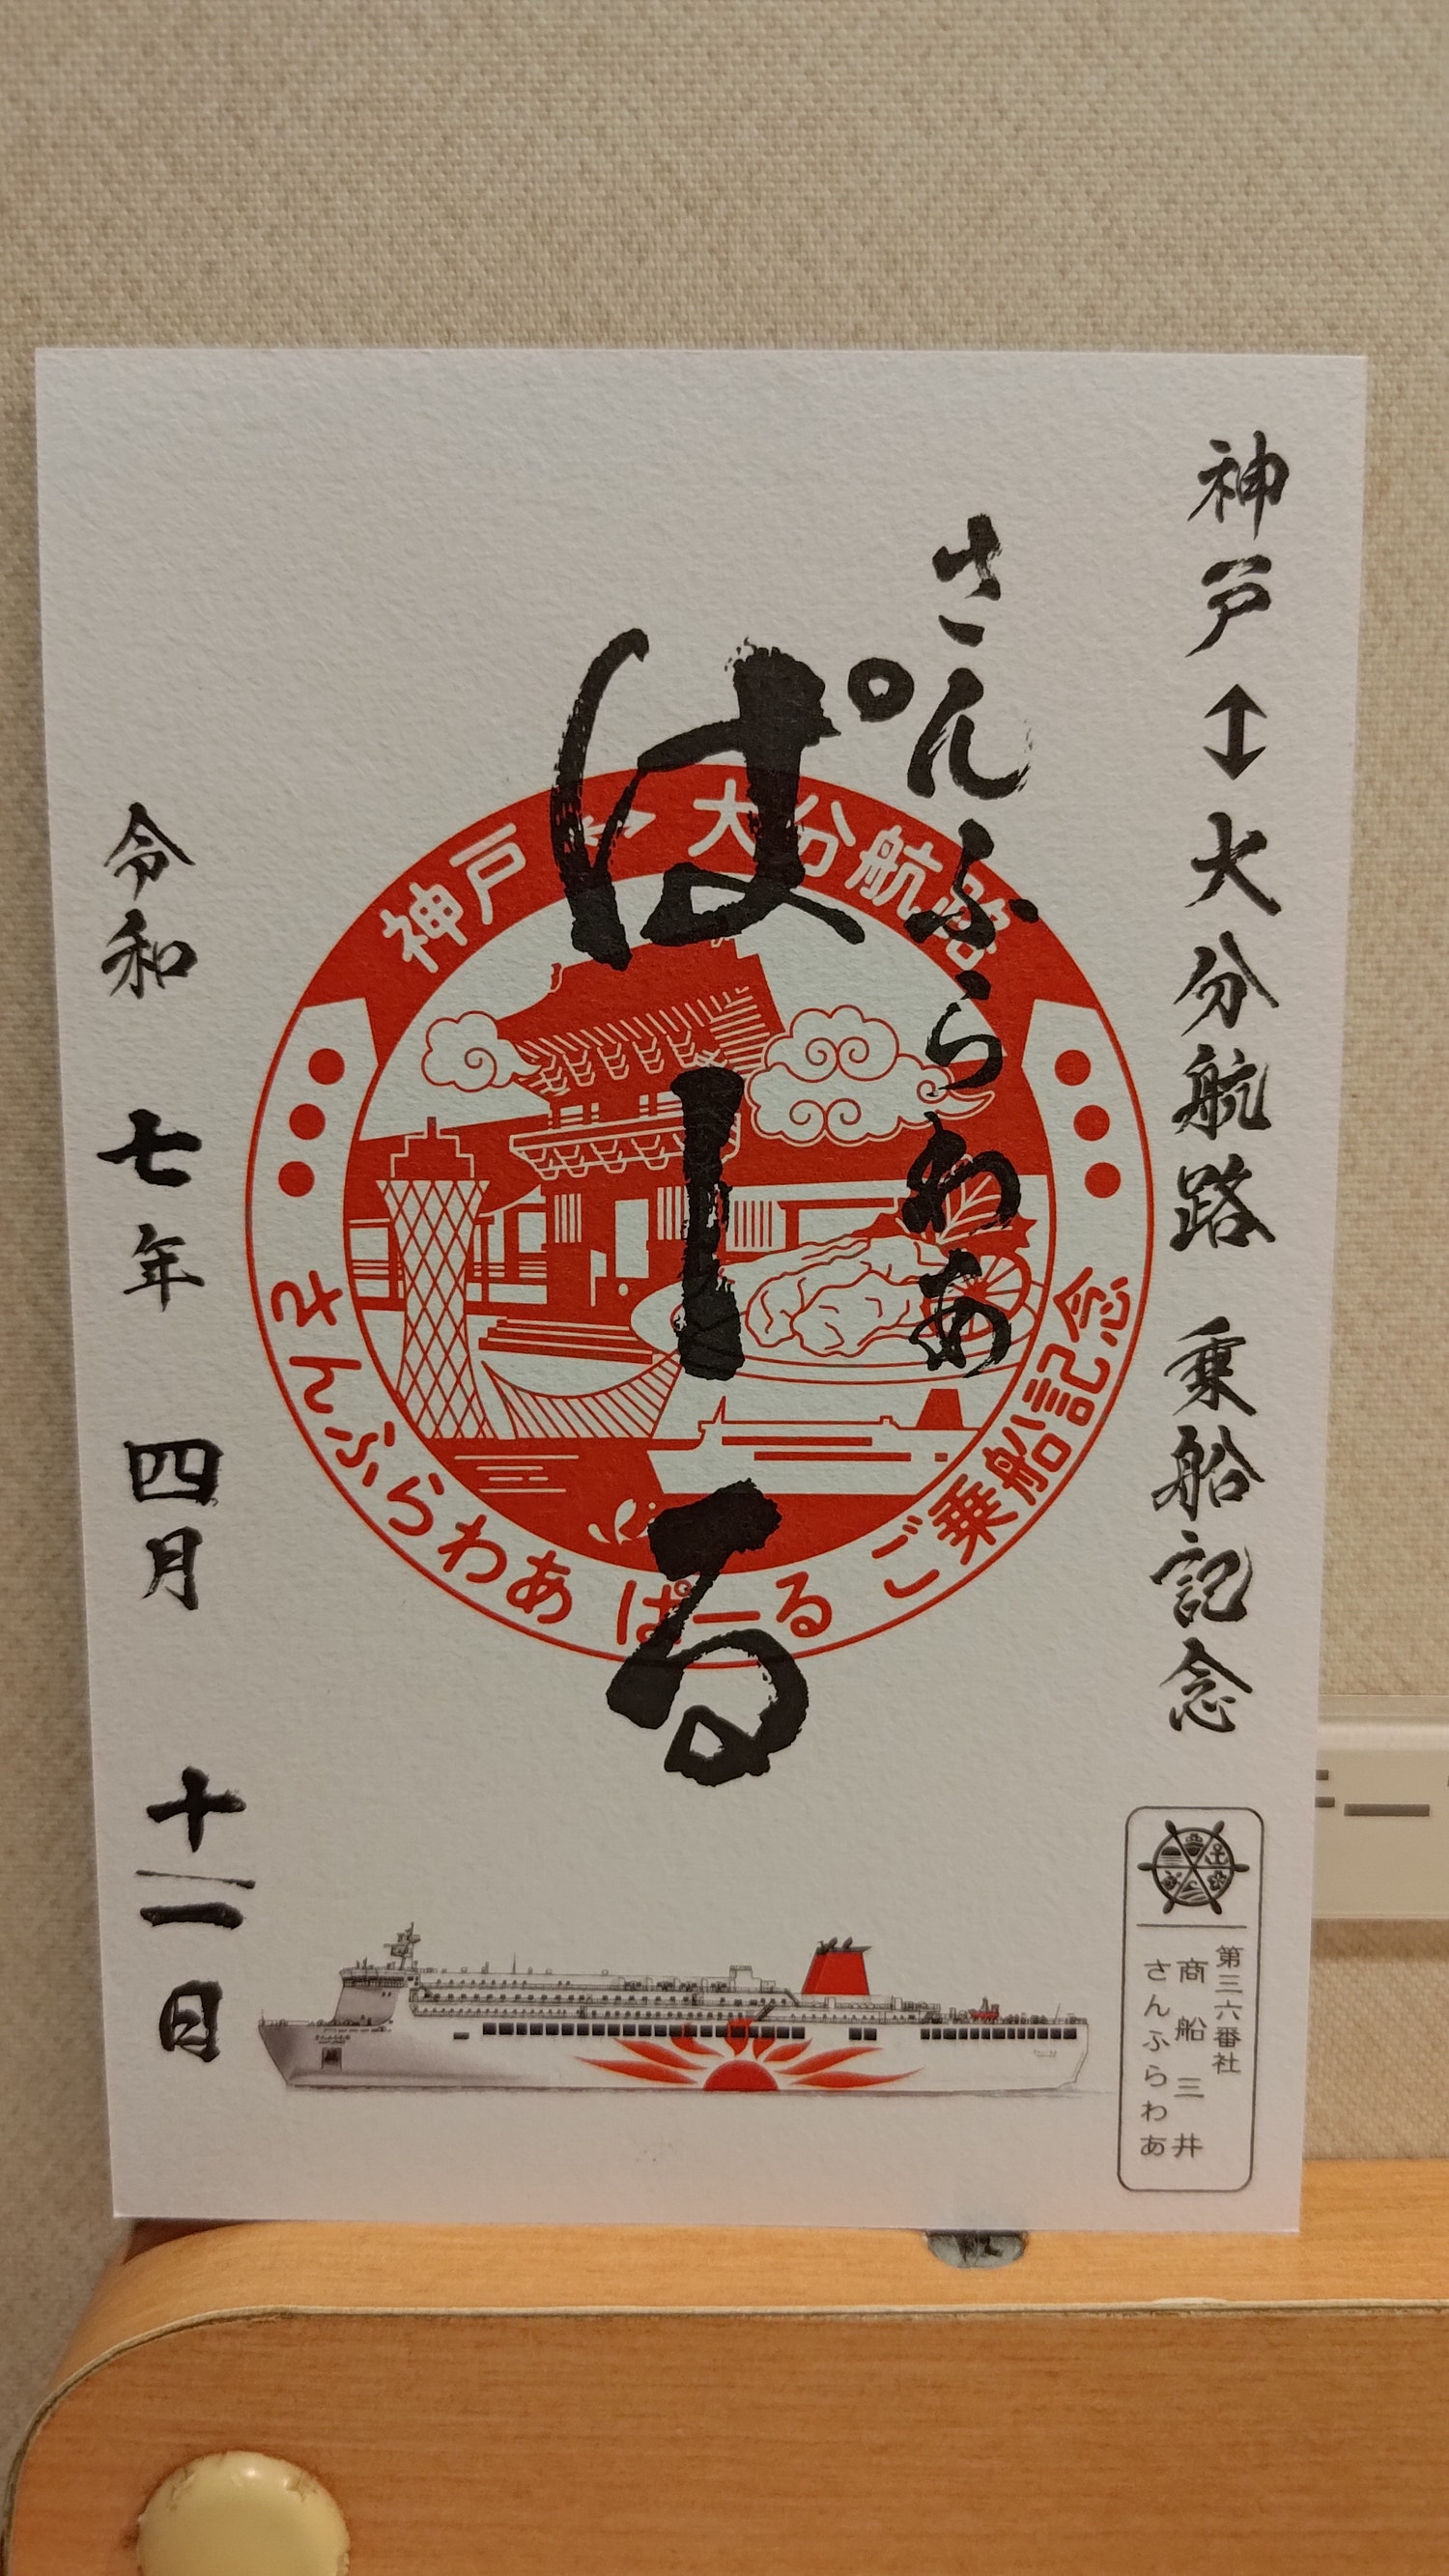 神戸↕大分航路 乗船記念
さんふらわあ
ぱーる
神戸↔大分航路
さんふらわあ ぱーる ご乗船記念
令和 七年 四月 十一日
第三六番社
商船三井
さんふらわあ